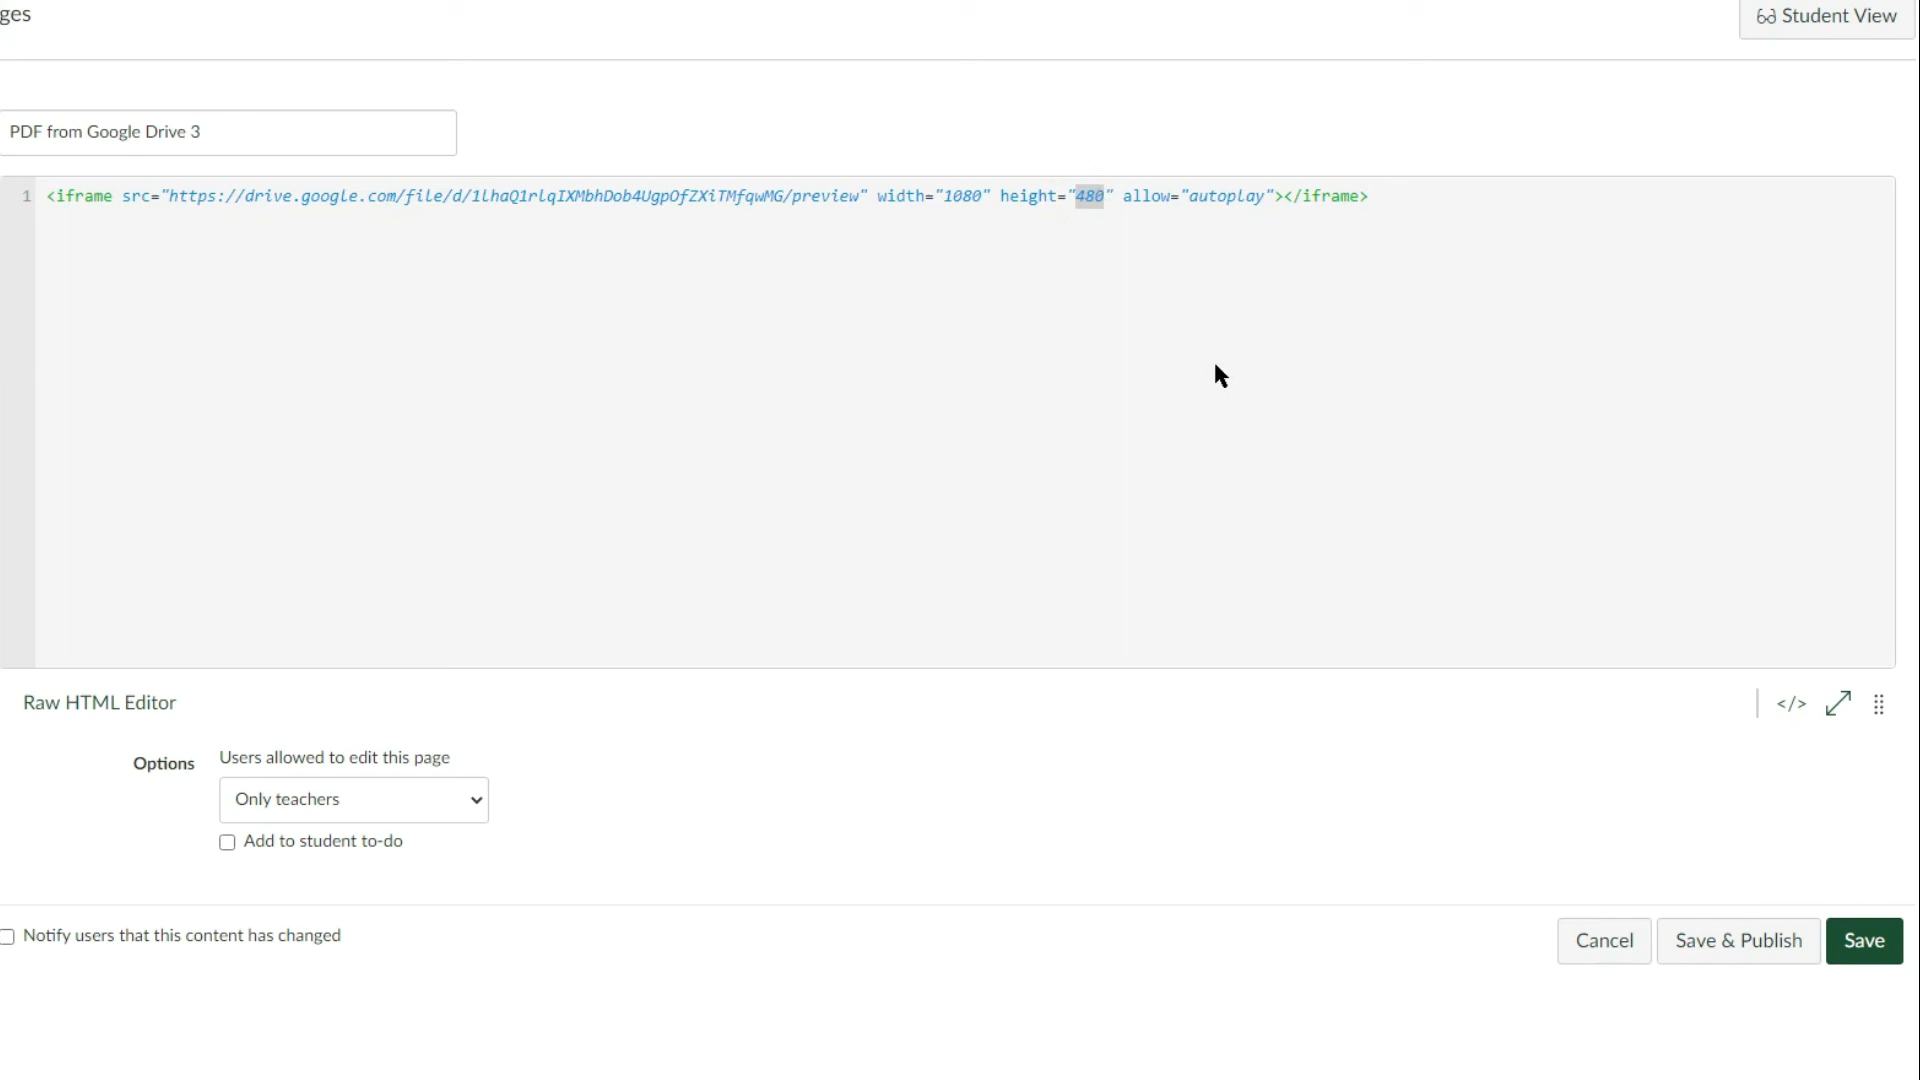 ges
Student View
PDF from Google Drive 3
1 <iframe src="https://drive.google.com/file/d/1lhaQ1rlqIXMbhDob4UgpOfZXiTMfqwMG/preview" width="1080" height="480" allow="autoplay"></iframe>
Raw HTML Editor
</>
Options
Users allowed to edit this page
Only teachers
Add to student to-do
Notify users that this content has changed
Cancel
Save & Publish
Save